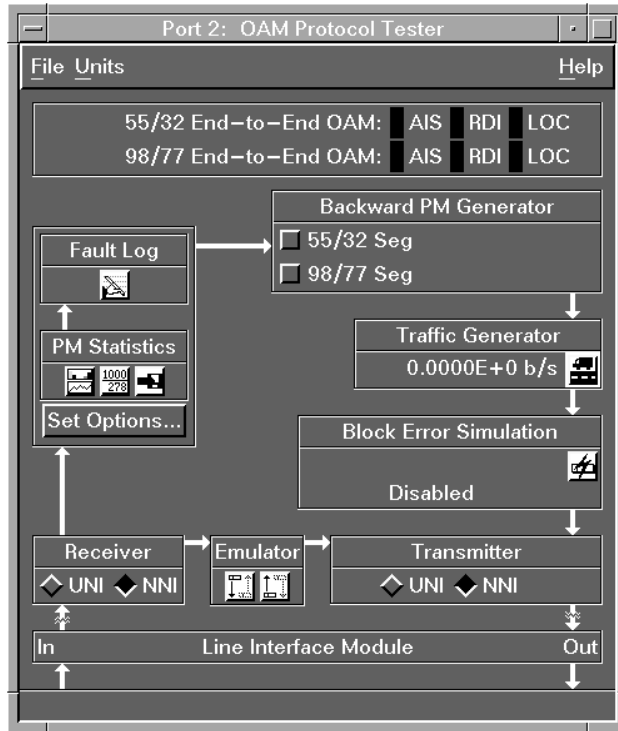 Port 2: OAM Protocol Tester
File Units Help
55/32 End-to-End OAM: AIS RDI LOC
98/77 End-to-End OAM: AIS RDI LOC
Backward PM Generator
55/32 Seg
98/77 Seg
Fault Log
PM Statistics
1000
278
Set Options...
Traffic Generator
0.0000E+0 b/s
Block Error Simulation
Disabled
Receiver
UNI NNI
Emulator
Transmitter
UNI NNI
In Line Interface Module Out